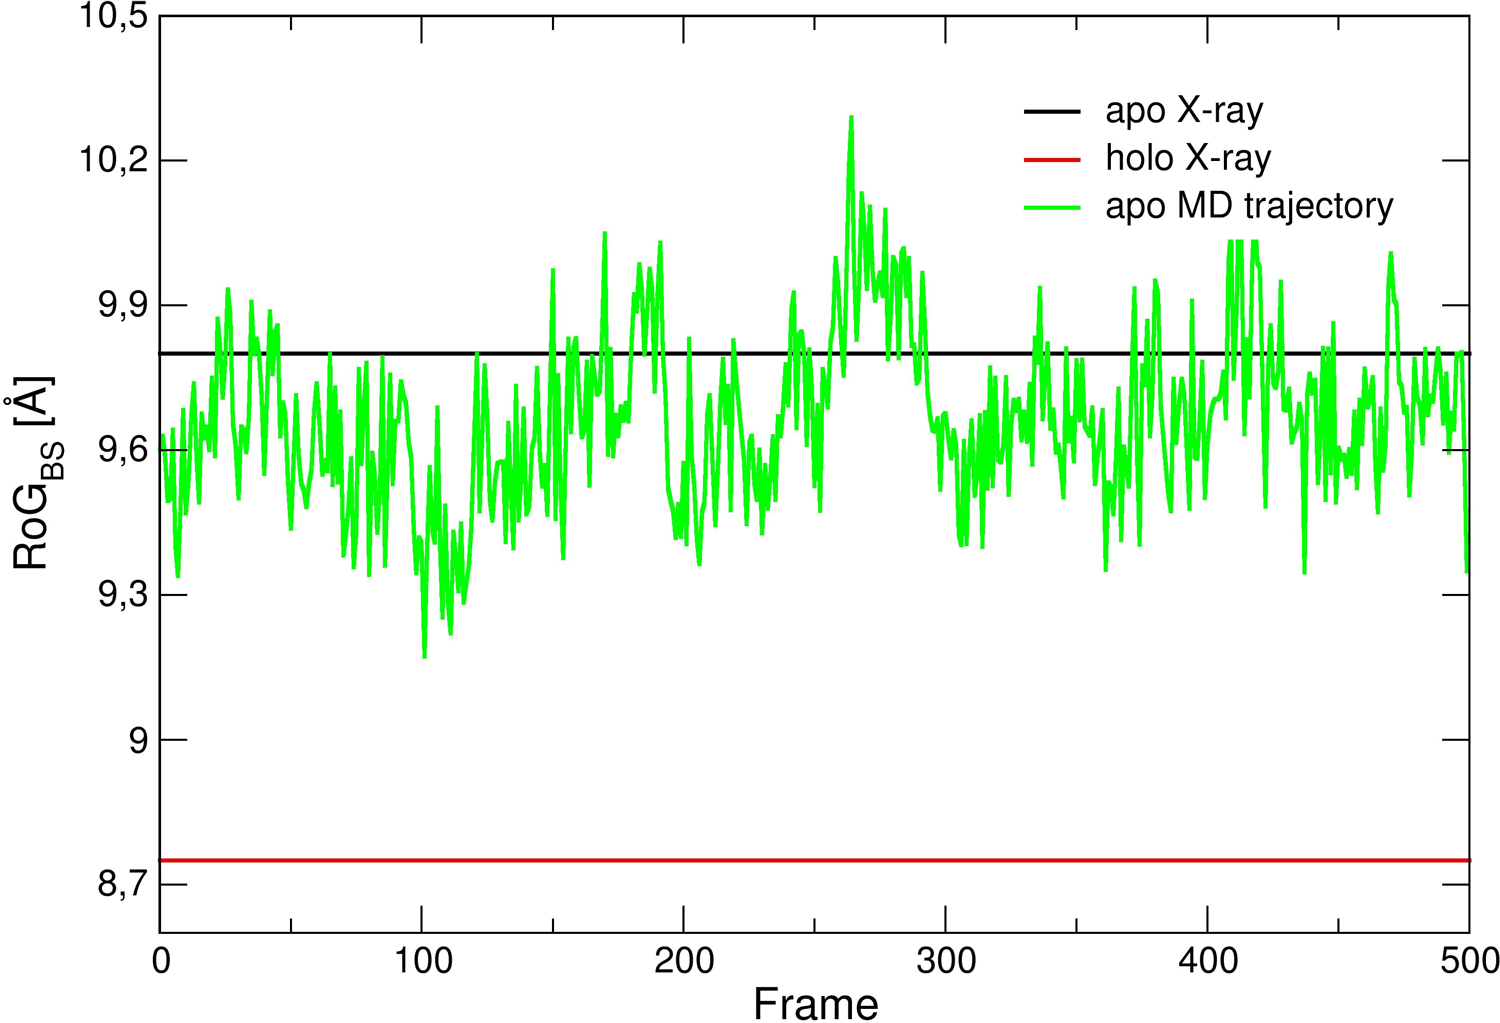 10,5
10,2
9,9
9,6
9,3
9
8,7
RoG_BS [Å]
apo X-ray
holo X-ray
apo MD trajectory
0 100 200 300 400 500
Frame